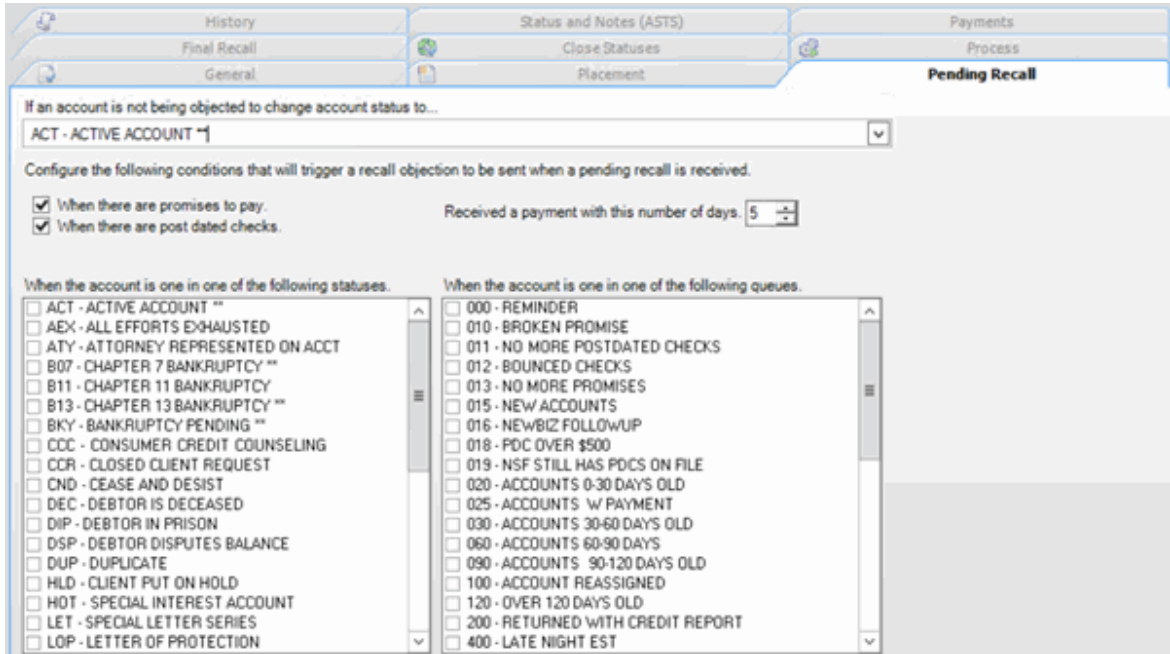 History Status and Notes (ASTS) Payments
Final Recall Close Statuses Process
General Placement Pending Recall
If an account is not being objected to change account status to...
ACT - ACTIVE ACCOUNT **
Configure the following conditions that will trigger a recall objection to be sent when a pending recall is received.
When there are promises to pay.
When there are post dated checks.
Received a payment with this number of days. 5
When the account is one in one of the following statuses.
ACT - ACTIVE ACCOUNT **
AEX - ALL EFFORTS EXHAUSTED
ATY - ATTORNEY REPRESENTED ON ACCT
B07 - CHAPTER 7 BANKRUPTCY **
B11 - CHAPTER 11 BANKRUPTCY
B13 - CHAPTER 13 BANKRUPTCY **
BKY - BANKRUPTCY PENDING **
CCC - CONSUMER CREDIT COUNSELING
CCR - CLOSED CLIENT REQUEST
CND - CEASE AND DESIST
DEC - DEBTOR IS DECEASED
DIP - DEBTOR IN PRISON
DSP - DEBTOR DISPUTES BALANCE
DUP - DUPLICATE
HLD - CLIENT PUT ON HOLD
HOT - SPECIAL INTEREST ACCOUNT
LET - SPECIAL LETTER SERIES
LOP - LETTER OF PROTECTION
When the account is one in one of the following queues.
000 - REMINDER
010 - BROKEN PROMISE
011 - NO MORE POSTDATED CHECKS
012 - BOUNCED CHECKS
013 - NO MORE PROMISES
015 - NEW ACCOUNTS
016 - NEWBIZ FOLLOWUP
018 - PDC OVER $500
019 - NSF STILL HAS PDCS ON FILE
020 - ACCOUNTS 0-30 DAYS OLD
025 - ACCOUNTS W PAYMENT
030 - ACCOUNTS 30-60 DAYS OLD
060 - ACCOUNTS 60-90 DAYS
090 - ACCOUNTS 90-120 DAYS OLD
100 - ACCOUNT REASSIGNED
120 - OVER 120 DAYS OLD
200 - RETURNED WITH CREDIT REPORT
400 - LATE NIGHT EST